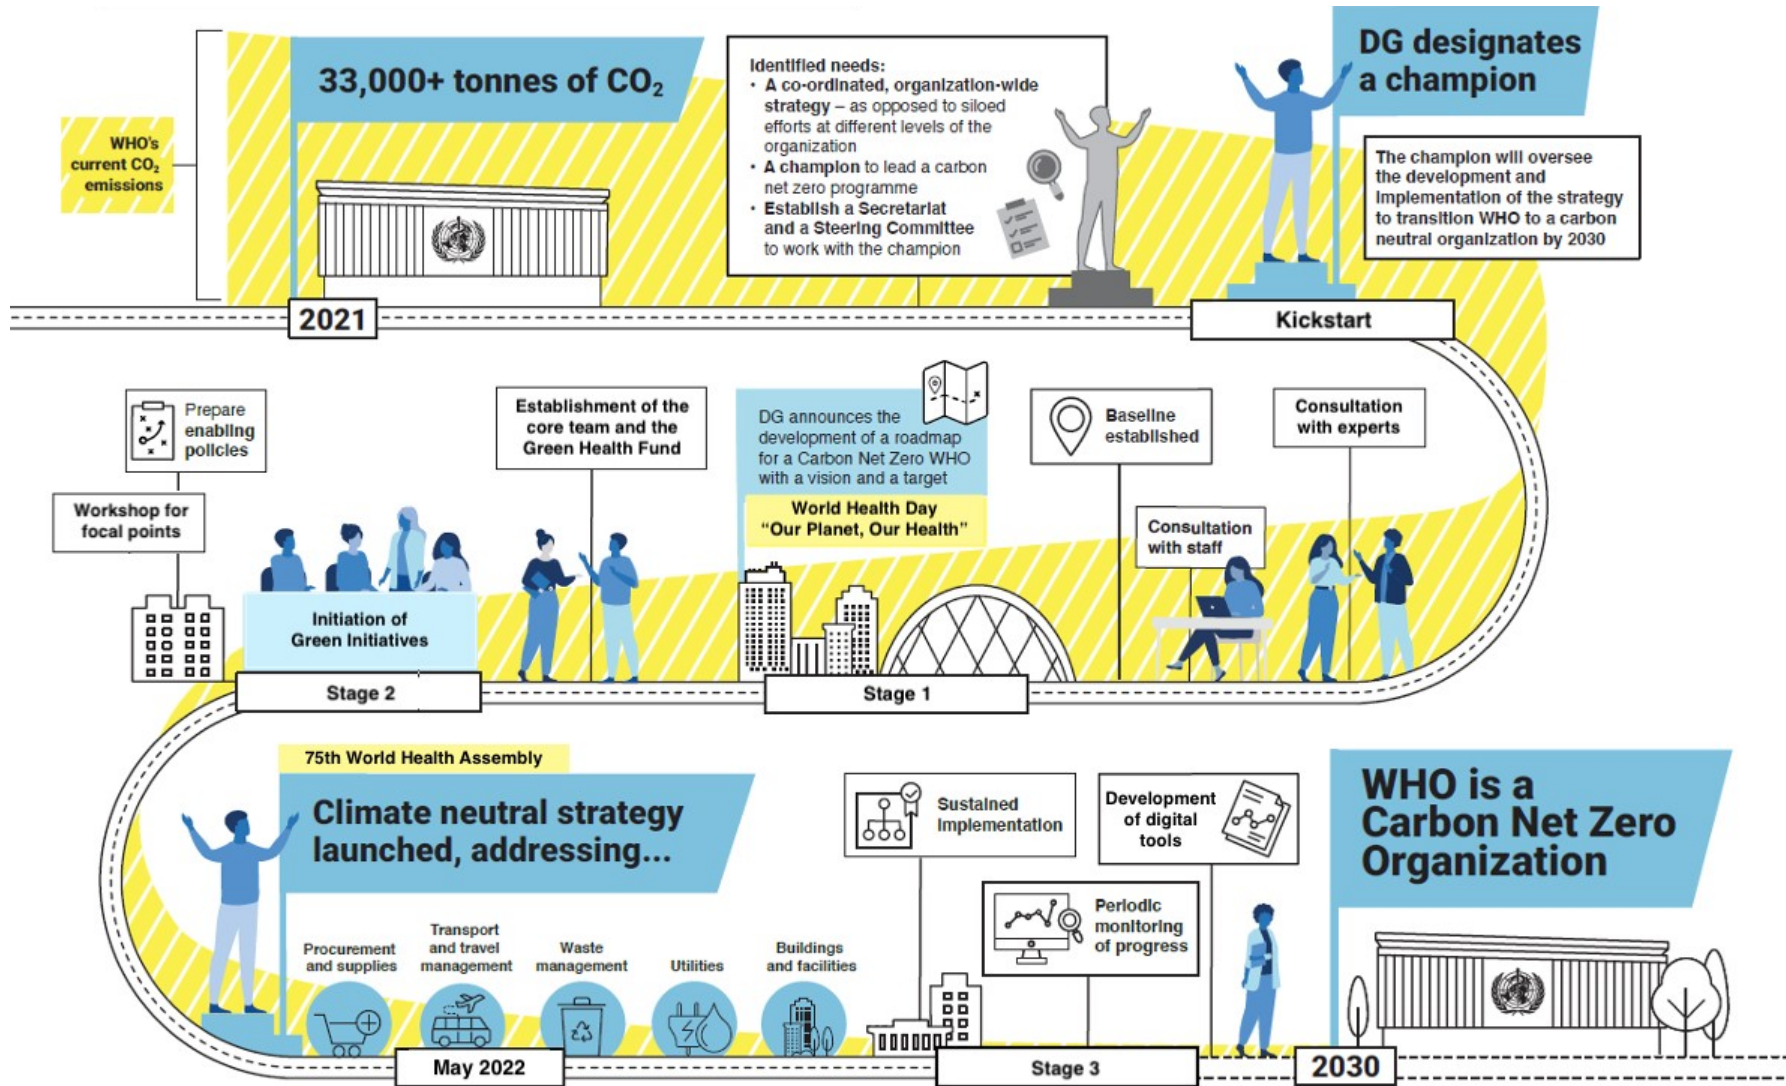 33,000+ tonnes of CO₂
WHO's
current CO₂
emissions
Identified needs:
• A co-ordinated, organization-wide
strategy – as opposed to siloed
efforts at different levels of the
organization
• A champion to lead a carbon
net zero programme
• Establish a Secretariat
and a Steering Committee
to work with the champion
DG designates
a champion
The champion will oversee
the development and
implementation of the strategy
to transition WHO to a carbon
neutral organization by 2030
2021
Kickstart
Consultation
with experts
Consultation
with staff
Baseline
established
DG announces the
development of a roadmap
for a Carbon Net Zero WHO
with a vision and a target
World Health Day
“Our Planet, Our Health”
Stage 1
Establishment of the
core team and the
Green Health Fund
Initiation of
Green Initiatives
Stage 2
Prepare
enabling
policies
Workshop for
focal points
75th World Health Assembly
Climate neutral strategy
launched, addressing...
Procurement
and supplies
Transport
and travel
management
Waste
management
Utilities
Buildings
and facilities
May 2022
Sustained
implementation
Periodic
monitoring
of progress
Development
of digital
tools
Stage 3
WHO is a
Carbon Net Zero
Organization
2030